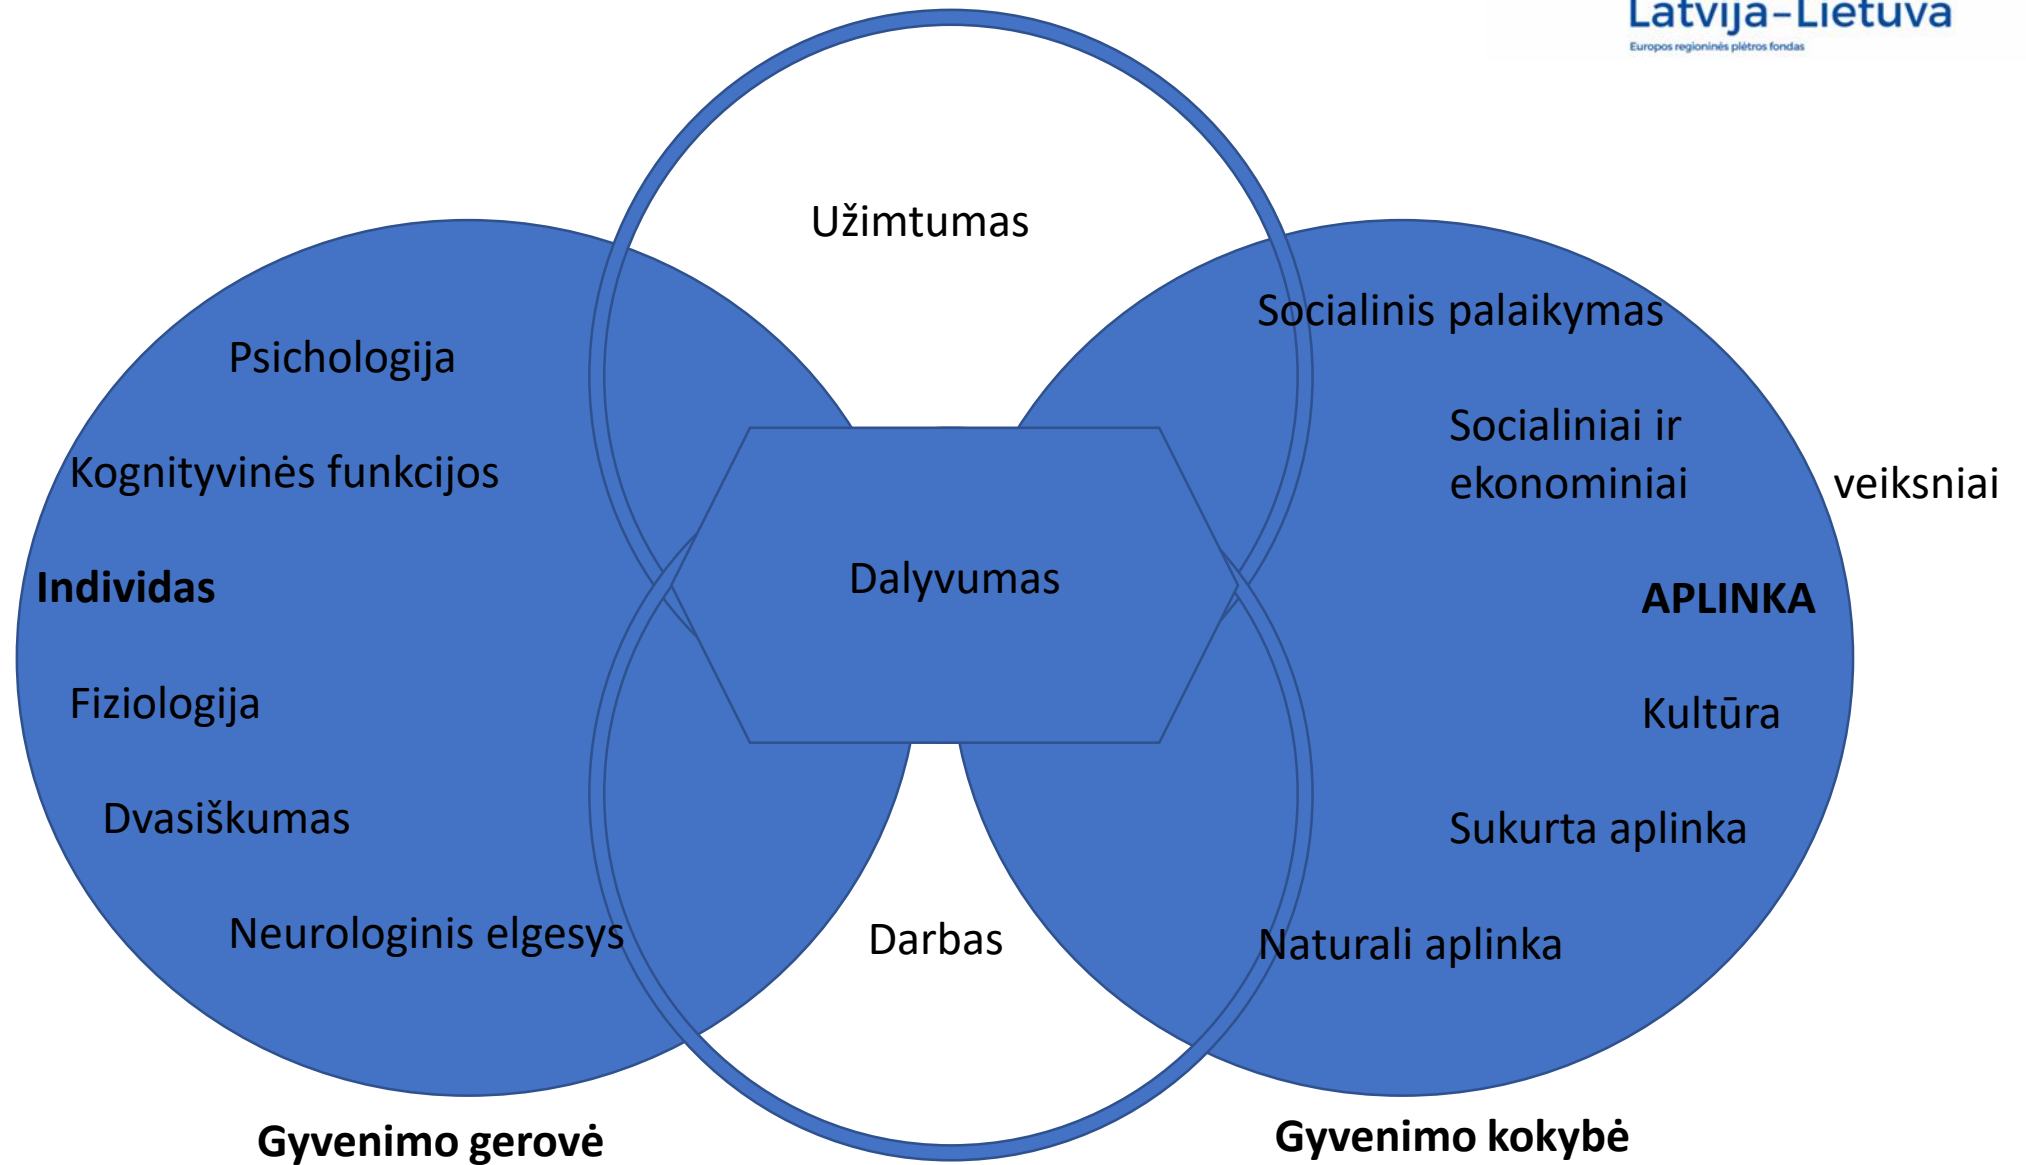 Latvija–Lietuva
Europos regioninės plėtros fondas
Užimtumas
Psichologija
Kognityvinės funkcijos
Individas
Fiziologija
Dvasiškumas
Neurologinis elgesys
Dalyvumas
Darbas
Socialinis palaikymas
Socialiniai ir
ekonominiai veiksniai
APLINKA
Kultūra
Sukurta aplinka
Naturali aplinka
Gyvenimo gerovė
Gyvenimo kokybė